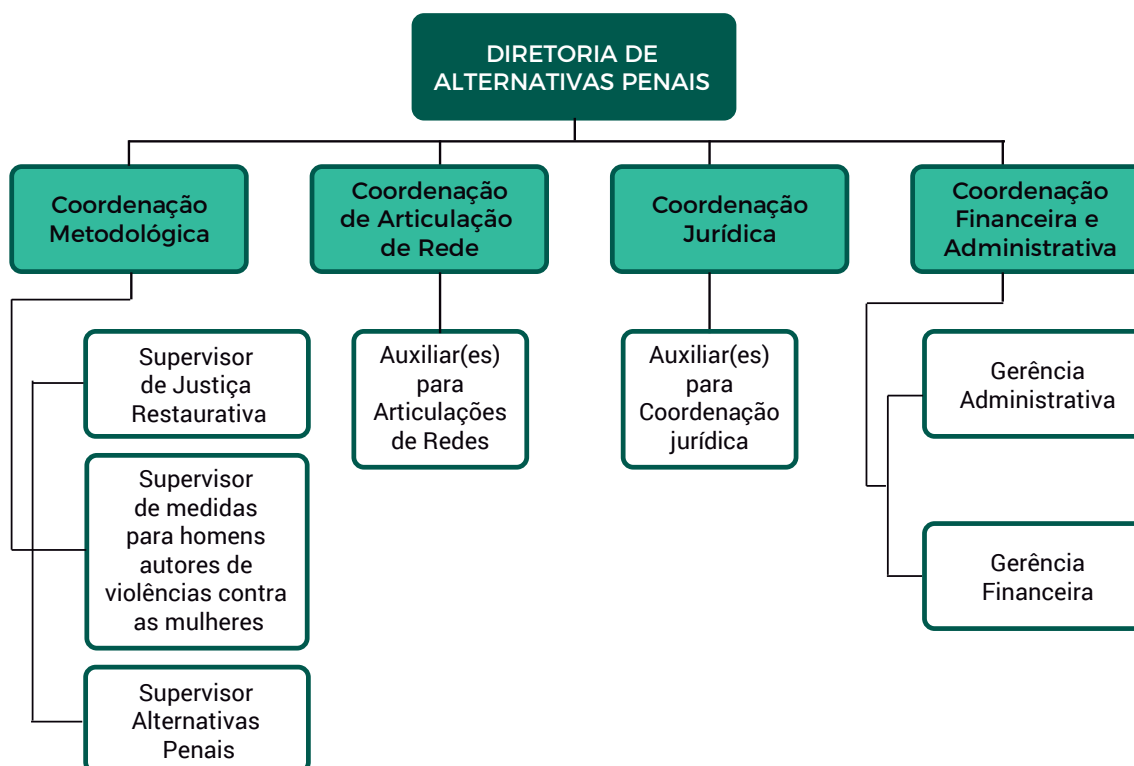 DIRETORIA DE
ALTERNATIVAS PENAIS
Coordenação
Metodológica
Coordenação
de Articulação
de Rede
Coordenação
Jurídica
Coordenação
Financeira e
Administrativa
Supervisor
de Justiça
Restaurativa
Supervisor
de medidas
para homens
autores de
violências contra
as mulheres
Supervisor
Alternativas
Penais
Auxiliar(es)
para
Articulações
de Redes
Auxiliar(es)
para
Coordenação
jurídica
Gerência
Administrativa
Gerência
Financeira